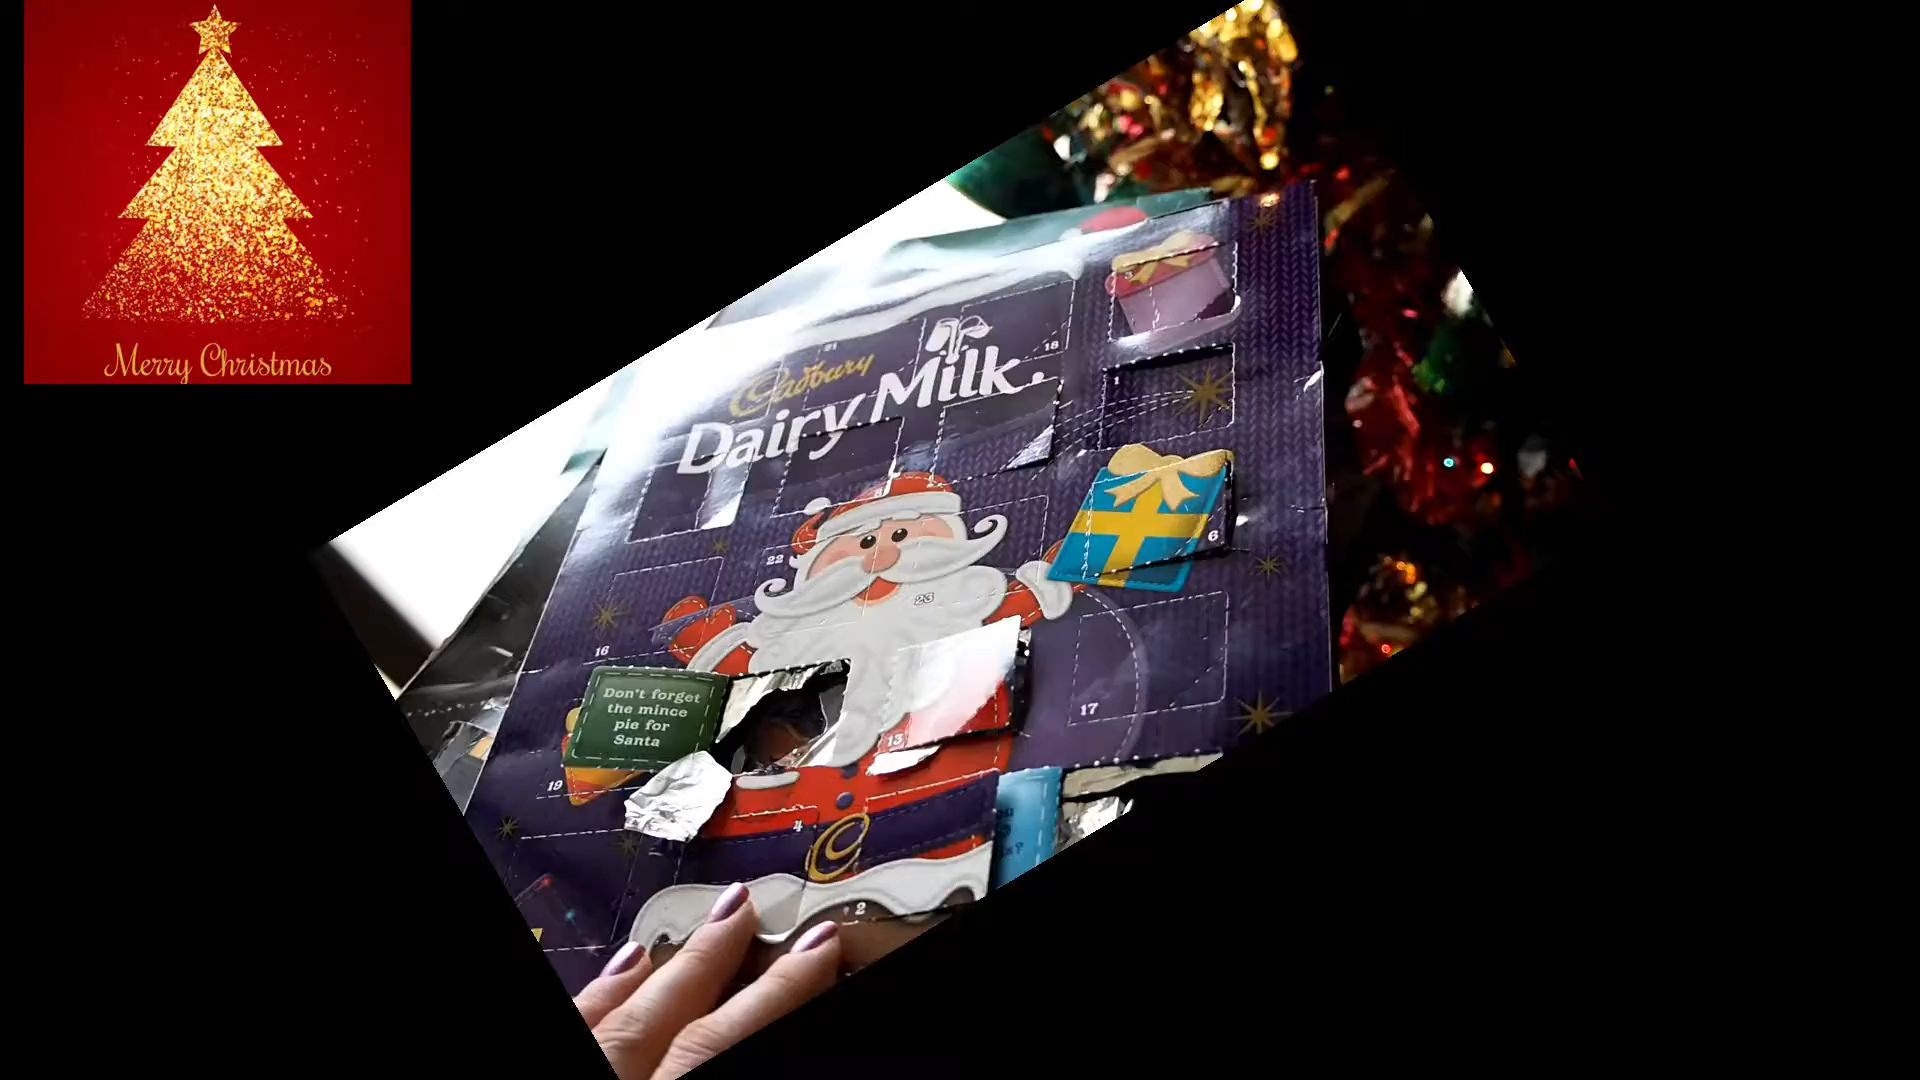 Merry Christmas
3
21
18
Cadbury
Dairy Milk
1
8
6
22
23
16
17
Don't forget
the mince
pie for
Santa
13
19
4
2